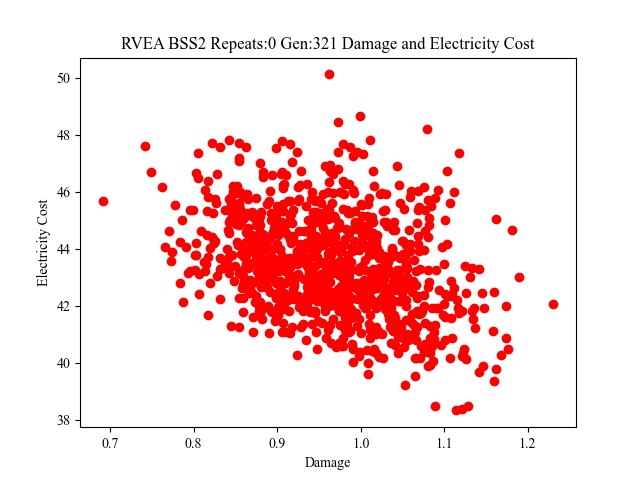 RVEA BSS2 Repeats:0 Gen:321 Damage and Electricity Cost
50
48
46
44
42
40
38
Electricity Cost
0.7 0.8 0.9 1.0 1.1 1.2
Damage